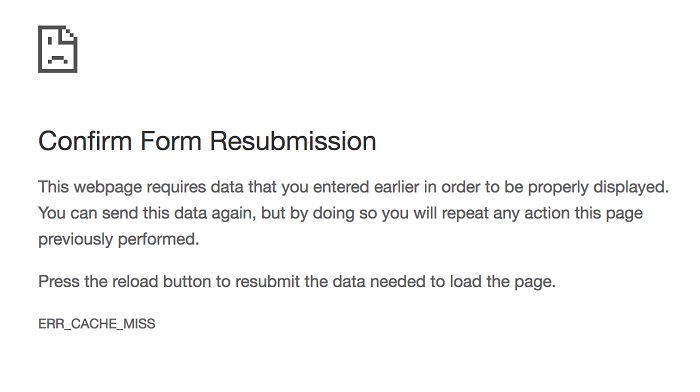 Confirm Form Resubmission
This webpage requires data that you entered earlier in order to be properly displayed.
You can send this data again, but by doing so you will repeat any action this page
previously performed.
Press the reload button to resubmit the data needed to load the page.
ERR_CACHE_MISS